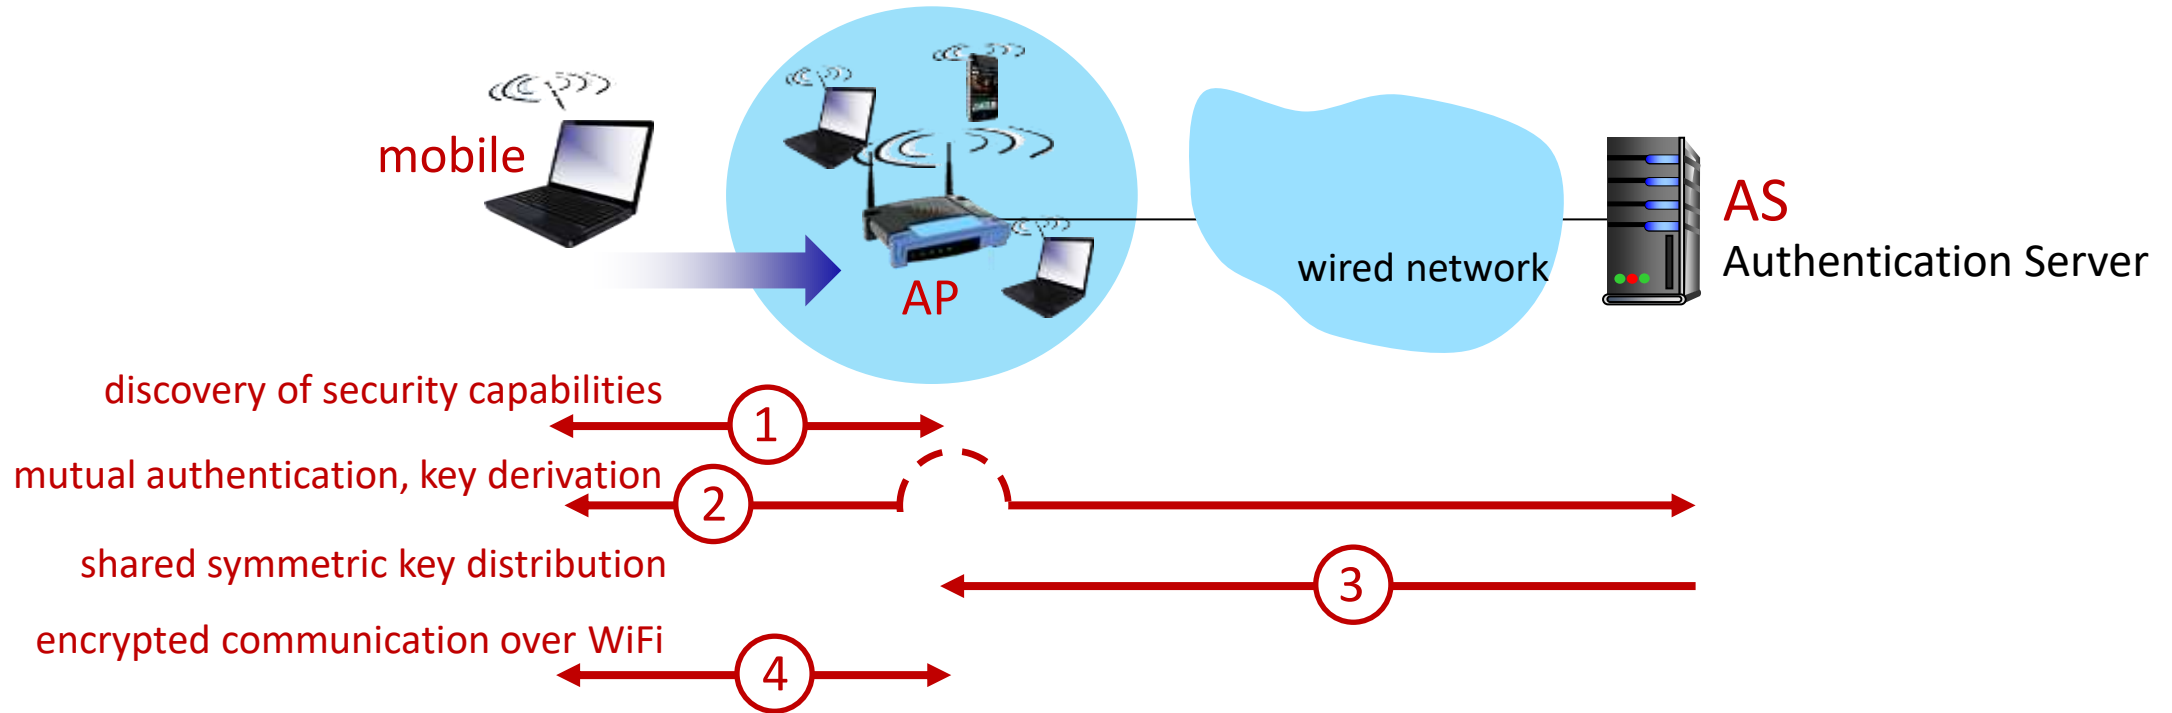 mobile
AP
wired network
AS
Authentication Server
discovery of security capabilities
1
mutual authentication, key derivation
2
shared symmetric key distribution
3
encrypted communication over WiFi
4